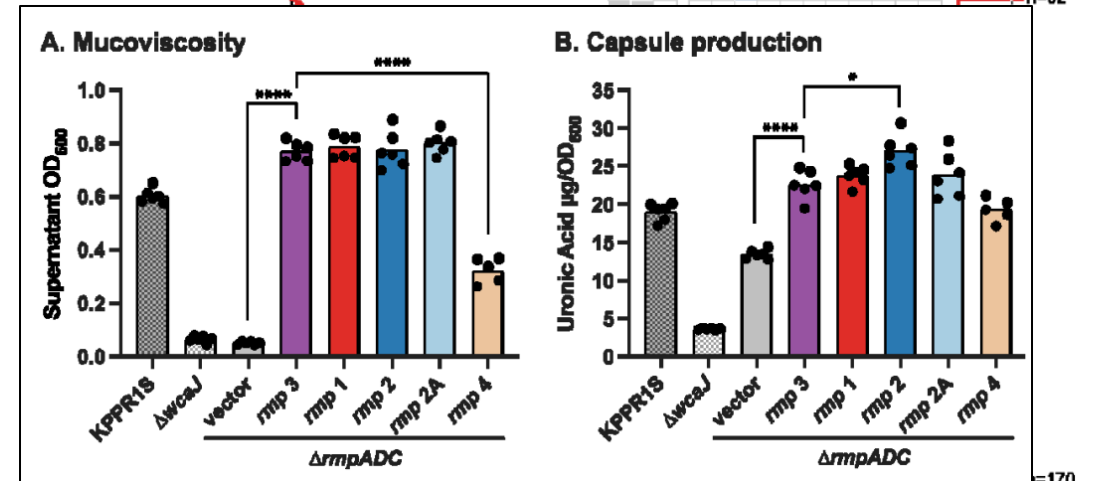 n=62
A. Mucoviscosity
Supernatant OD600
1.0
0.8
0.6
0.4
0.2
0.0
****
****
KPPR1S
ΔwcaJ
vector
rmp 3
rmp 1
rmp 2
rmp 2A
rmp 4
ΔrmpADC
B. Capsule production
Uronic Acid µg/OD600
35
30
25
20
15
10
5
0
****
*
KPPR1S
ΔwcaJ
vector
rmp 3
rmp 1
rmp 2
rmp 2A
rmp 4
ΔrmpADC
=170